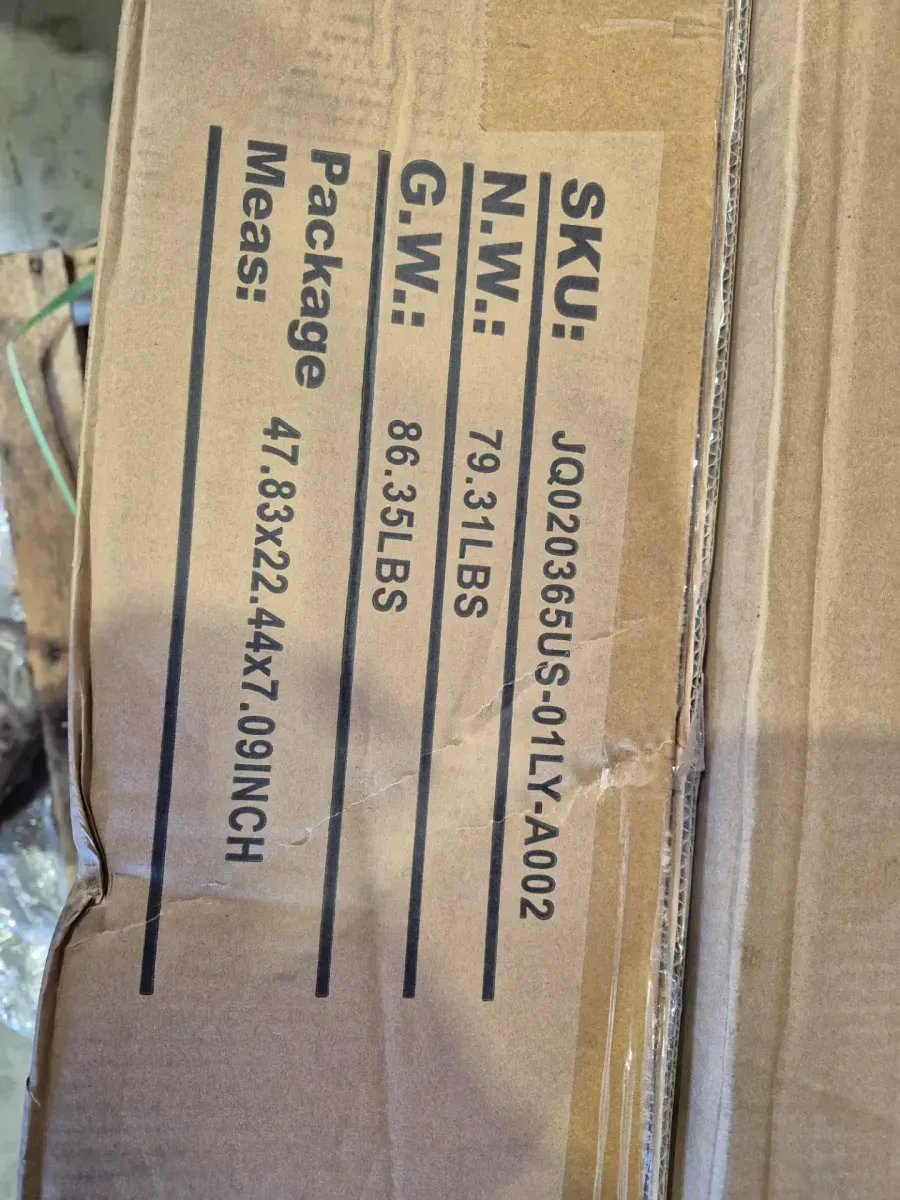 SKU: JQ020365US-01LY-A002
N.W.: 79.31LBS
G.W.: 86.35LBS
Package
Meas: 47.83x22.44x7.09INCH